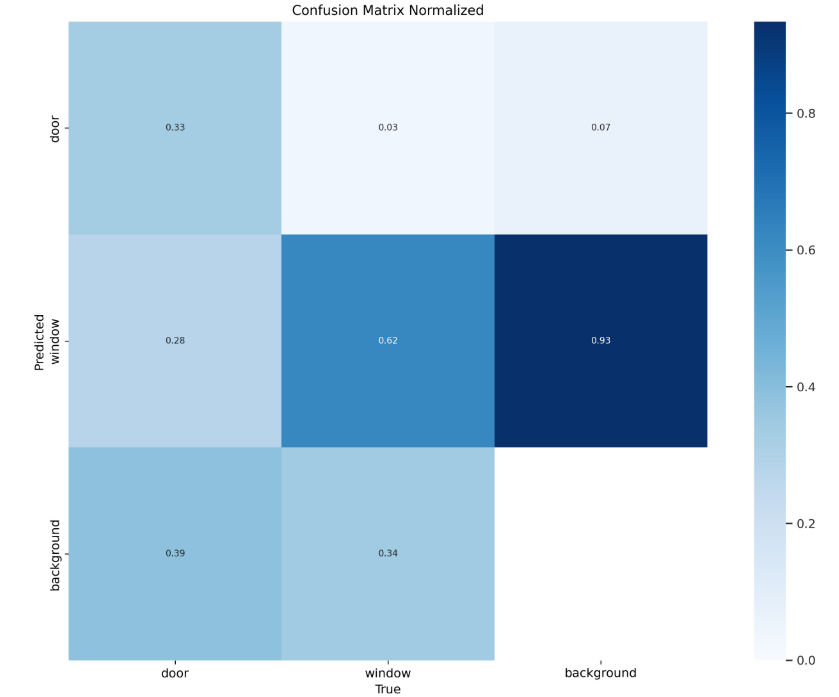 Confusion Matrix Normalized
door
0.33
0.03
0.07
0.8
0.6
Predicted
window
0.28
0.62
0.93
0.4
background
0.39
0.34
0.2
0.0
door
window
background
True